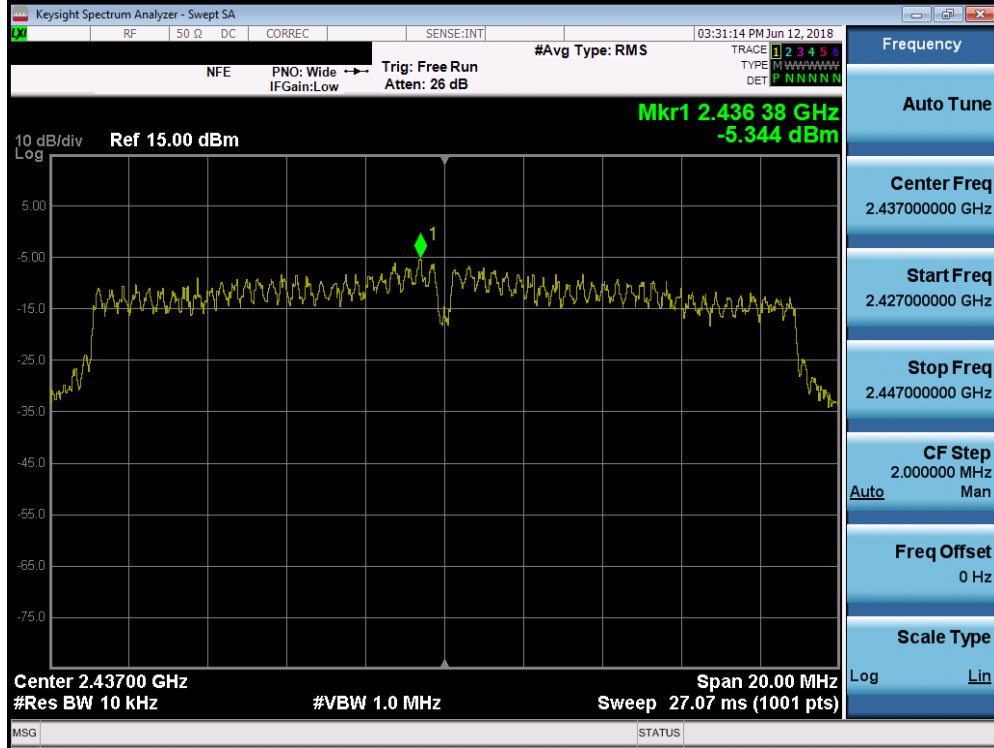 Keysight Spectrum Analyzer - Swept SA
LXI RF 50 Ω DC CORREC SENSE:INT 03:31:14 PM Jun 12, 2018
#Avg Type: RMS
TRACE 1 2 3 4 5 6
NFE PNO: Wide Trig: Free Run
TYPE M WWWWW
IFGain:Low Atten: 26 dB
DET P N N N N N
Mkr1 2.436 38 GHz
-5.344 dBm
10 dB/div Ref 15.00 dBm
Log
1
5.00
-5.00
-15.0
-25.0
-35.0
-45.0
-55.0
-65.0
-75.0
Center 2.43700 GHz Span 20.00 MHz
#Res BW 10 kHz #VBW 1.0 MHz Sweep 27.07 ms (1001 pts)
MSG STATUS
Frequency
Auto Tune
Center Freq
2.437000000 GHz
Start Freq
2.427000000 GHz
Stop Freq
2.447000000 GHz
CF Step
2.000000 MHz
Auto Man
Freq Offset
0 Hz
Scale Type
Log Lin